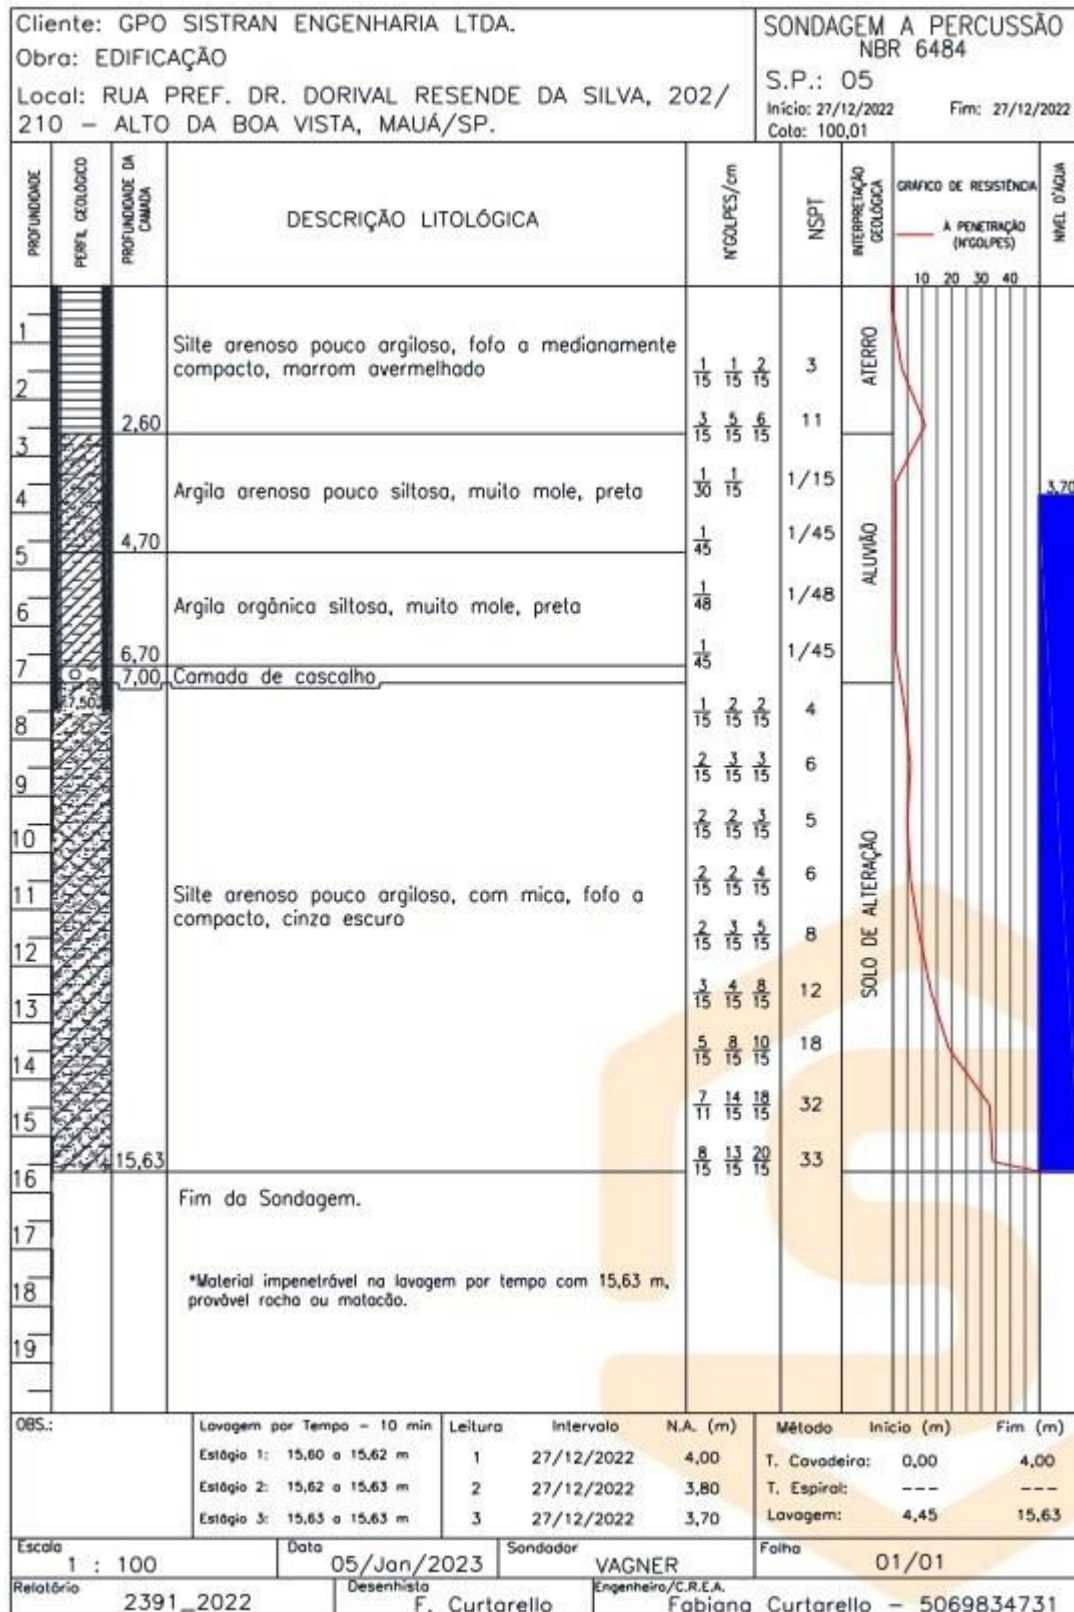 Cliente: GPO SISTRAN ENGENHARIA LTDA.
Obra: EDIFICAÇÃO
Local: RUA PREF. DR. DORIVAL RESENDE DA SILVA, 202/
210 – ALTO DA BOA VISTA, MAUÁ/SP.
SONDAGEM A PERCUSSÃO
NBR 6484
S.P.: 05
Início: 27/12/2022 Fim: 27/12/2022
Cota: 100,01
PROFUNDIDADE
PERFIL GEOLÓGICO
PROFUNDIDADE DA
CAMADA
DESCRIÇÃO LITOLÓGICA
N°GOLPES/cm
NSPT
INTERPRETAÇÃO
GEOLÓGICA
GRÁFICO DE RESISTÊNCIA
À PENETRAÇÃO
(N°GOLPES)
10 20 30 40
NIVEL D'ÁGUA
1
Silte arenoso pouco argiloso, fofo a medianamente
compacto, marrom avermelhado
1/15 1/15 2/15 3
ATERRO
2
2,60
3/15 5/15 6/15 11
3
Argila arenosa pouco siltosa, muito mole, preta
1/30 1/15 1/15
3,70
4
4,70
1/45 1/45
ALUVIÃO
5
Argila orgânica siltosa, muito mole, preta
1/48 1/48
6
6,70
1/45 1/45
7
7,00 Camada de cascalho
7,50
1/15 2/15 2/15 4
8
2/15 3/15 3/15 6
9
2/15 2/15 3/15 5
10
2/15 2/15 4/15 6
11
Silte arenoso pouco argiloso, com mica, fofo a
compacto, cinza escuro
SOLO DE ALTERAÇÃO
2/15 3/15 5/15 8
12
3/15 4/15 8/15 12
13
5/15 8/15 10/15 18
14
7/11 14/15 18/15 32
15
15,63
8/15 13/15 20/15 33
16
Fim da Sondagem.
17
*Material impenetrável na lavagem por tempo com 15,63 m,
provável rocha ou matacão.
18
19
OBS.:
Lavagem por Tempo – 10 min
Estágio 1: 15,60 a 15,62 m
Estágio 2: 15,62 a 15,63 m
Estágio 3: 15,63 a 15,63 m
Leitura Intervalo N.A. (m)
1 27/12/2022 4,00
2 27/12/2022 3,80
3 27/12/2022 3,70
Método Início (m) Fim (m)
T. Cavadeira: 0,00 4,00
T. Espiral: --- ---
Lavagem: 4,45 15,63
Escala
1 : 100
Data
05/Jan/2023
Sondador
VAGNER
Folha
01/01
Relatório
2391_2022
Desenhista
F. Curtarello
Engenheiro/C.R.E.A.
Fabiana Curtarello – 5069834731